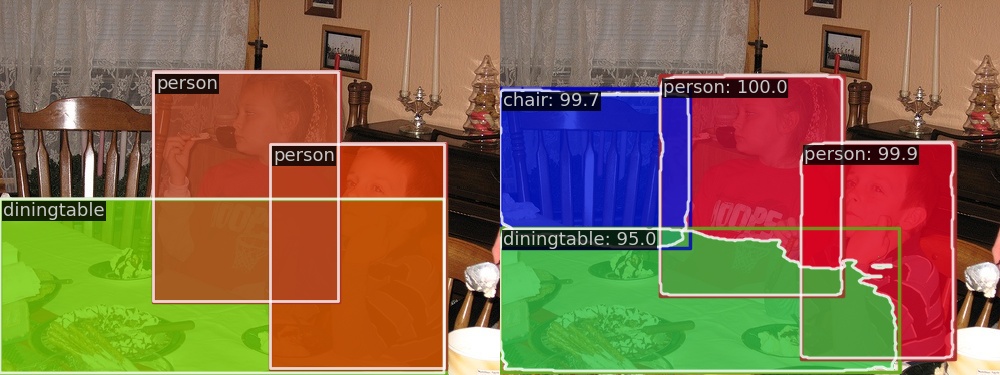 person
person
diningtable
chair: 99.7
person: 100.0
person: 99.9
diningtable: 95.0